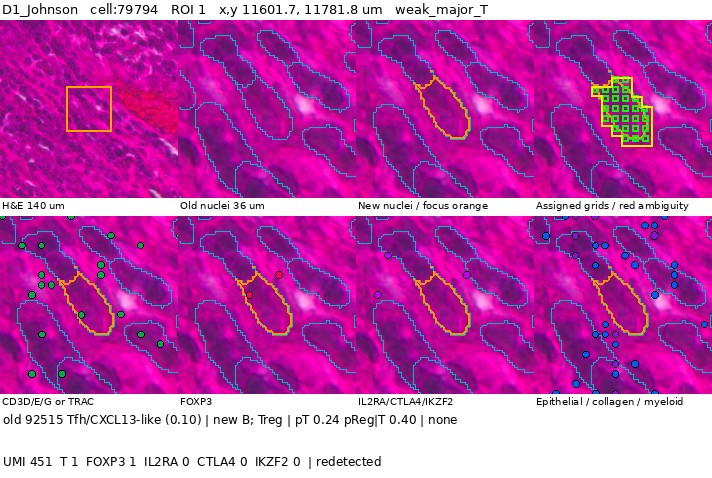 D1_Johnson   cell:79794   ROI 1   x,y 11601.7, 11781.8 um   weak_major_T
H&E 140 um
Old nuclei 36 um
New nuclei / focus orange
Assigned grids / red ambiguity
CD3D/E/G or TRAC
FOXP3
IL2RA/CTLA4/IKZF2
Epithelial / collagen / myeloid
old 92515 Tfh/CXCL13-like (0.10) | new B; Treg | pT 0.24 pReg|T 0.40 | none
UMI 451  T 1  FOXP3 1  IL2RA 0  CTLA4 0  IKZF2 0  | redetected